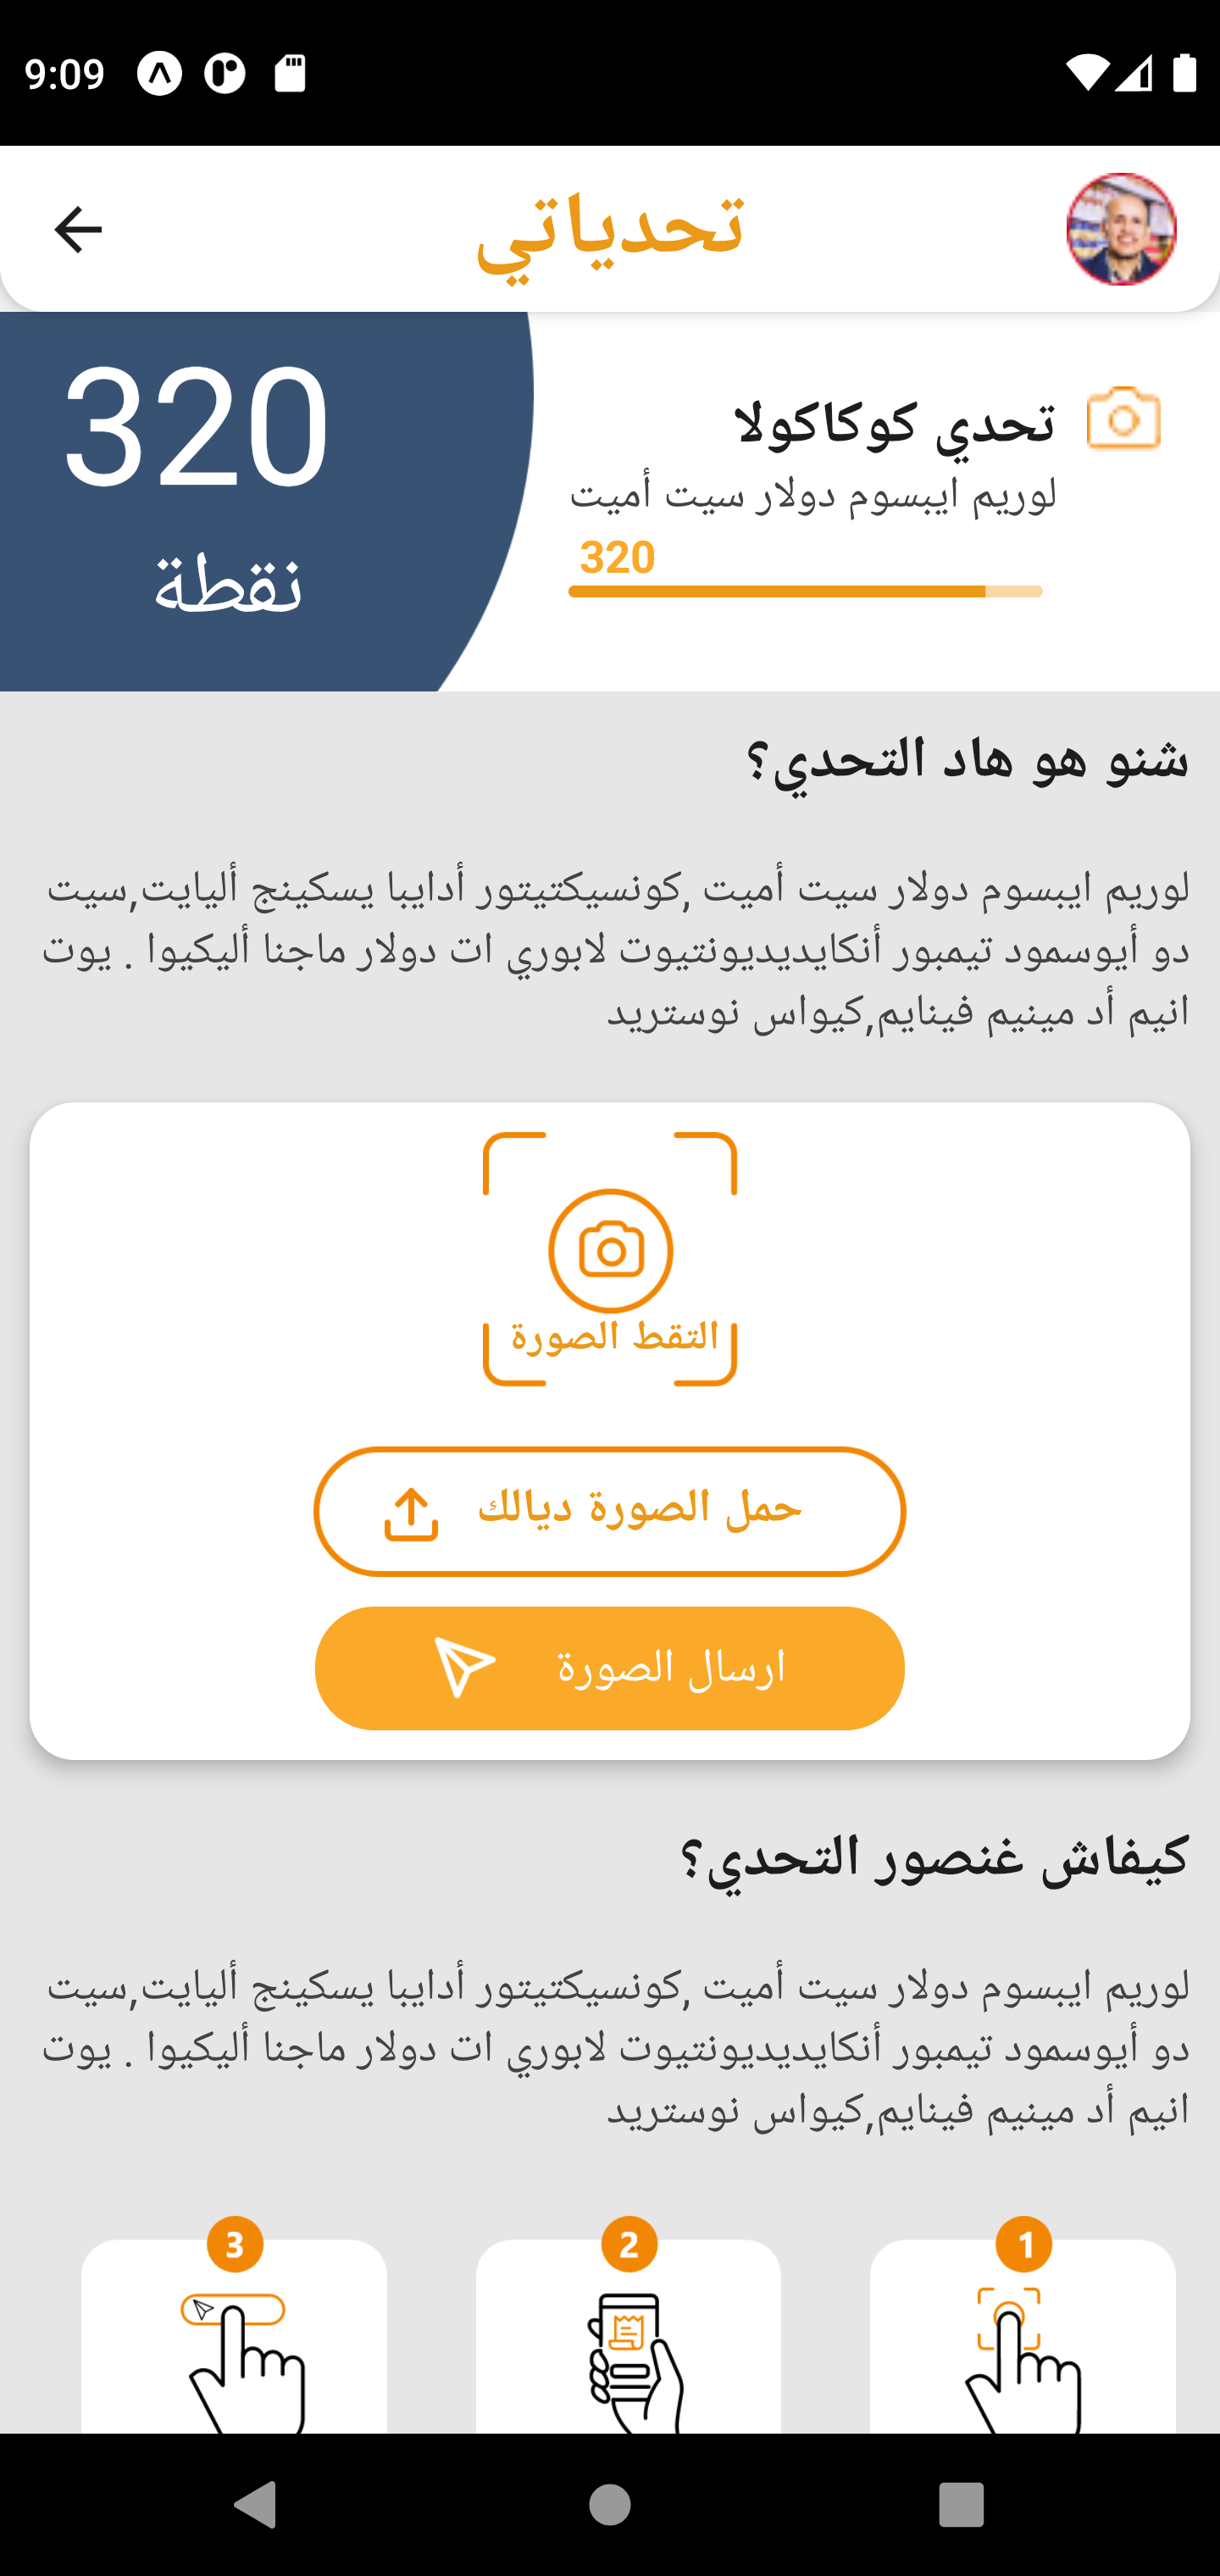 9:09
تحدياتي
تحدي كوكاكولا
لوريم ايبسوم دولار سيت أميت
320
320
نقطة
شنو هو هاد التحدي؟
لوريم ايبسوم دولار سيت أميت ,كونسيكتيتور أدايبا يسكينج أليايت,سيت
دو أيوسمود تيمبور أنكايديديونتيوت لابوري ات دولار ماجنا أليكيوا . يوت
انيم أد مينيم فينايم,كيواس نوستريد
التقط الصورة
حمل الصورة ديالك
ارسال الصورة
كيفاش غنصور التحدي؟
لوريم ايبسوم دولار سيت أميت ,كونسيكتيتور أدايبا يسكينج أليايت,سيت
دو أيوسمود تيمبور أنكايديديونتيوت لابوري ات دولار ماجنا أليكيوا . يوت
انيم أد مينيم فينايم,كيواس نوستريد
1
2
3